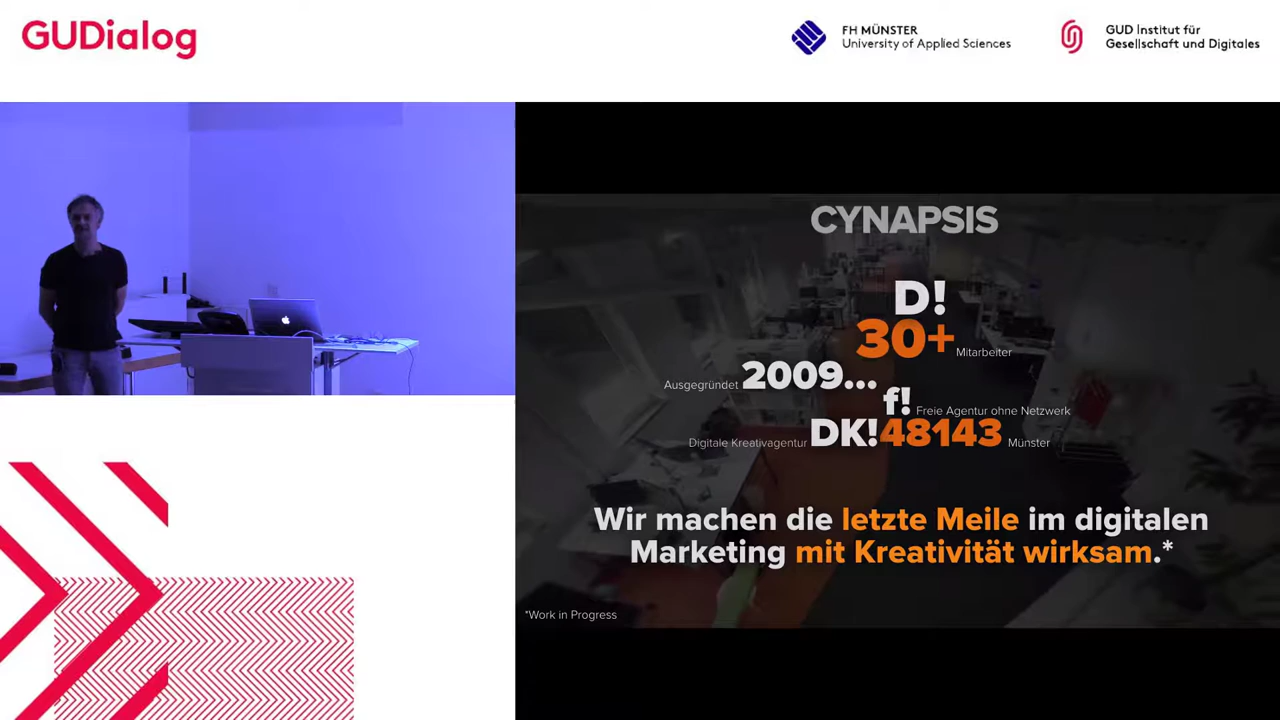 GUDialog
FH MÜNSTER
University of Applied Sciences
GUD Institut für
Gesellschaft und Digitales
CYNAPSIS
D!
30+ Mitarbeiter
Ausgegründet 2009...
f! Freie Agentur ohne Netzwerk
Digitale Kreativagentur DK!48143 Münster
Wir machen die letzte Meile im digitalen
Marketing mit Kreativität wirksam.*
*Work in Progress